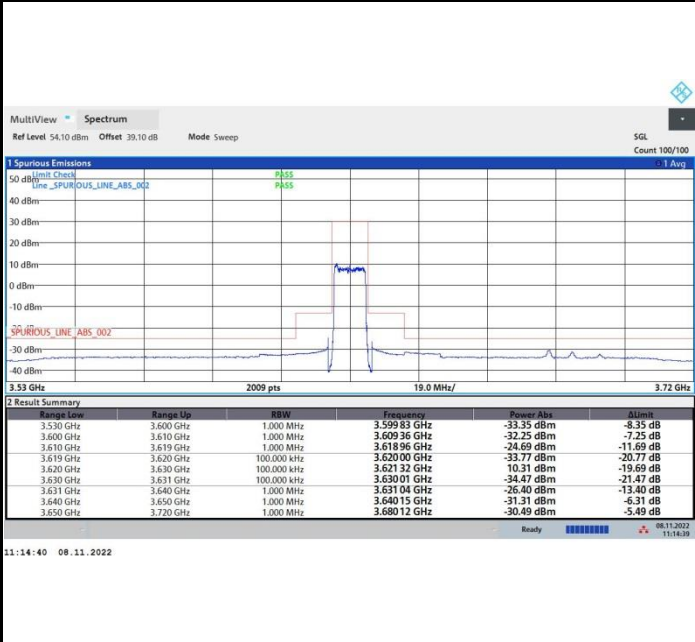 MultiView Spectrum
Ref Level 54.10 dBm Offset 39.10 dB Mode Sweep SGL
Count 100/100
1 Spurious Emissions 1 Avg
50 dBm Limit Check PASS
Line _SPURIOUS_LINE_ABS_002 PASS
40 dBm
30 dBm
20 dBm
10 dBm
0 dBm
-10 dBm
-20 dBm
_SPURIOUS_LINE_ABS_002
-30 dBm
-40 dBm
3.53 GHz 2009 pts 19.0 MHz/ 3.72 GHz
2 Result Summary
Range Low Range Up RBW Frequency Power Abs ΔLimit
3.530 GHz 3.600 GHz 1.000 MHz 3.599 83 GHz -33.35 dBm -8.35 dB
3.600 GHz 3.610 GHz 1.000 MHz 3.609 36 GHz -32.25 dBm -7.25 dB
3.610 GHz 3.619 GHz 1.000 MHz 3.618 96 GHz -24.69 dBm -11.69 dB
3.619 GHz 3.620 GHz 100.000 kHz 3.620 00 GHz -33.77 dBm -20.77 dB
3.620 GHz 3.630 GHz 100.000 kHz 3.621 32 GHz 10.31 dBm -19.69 dB
3.630 GHz 3.631 GHz 100.000 kHz 3.630 01 GHz -34.47 dBm -21.47 dB
3.631 GHz 3.640 GHz 1.000 MHz 3.631 04 GHz -26.40 dBm -13.40 dB
3.640 GHz 3.650 GHz 1.000 MHz 3.640 15 GHz -31.31 dBm -6.31 dB
3.650 GHz 3.720 GHz 1.000 MHz 3.680 12 GHz -30.49 dBm -5.49 dB
Ready 08.11.2022
11:14:39
11:14:40 08.11.2022